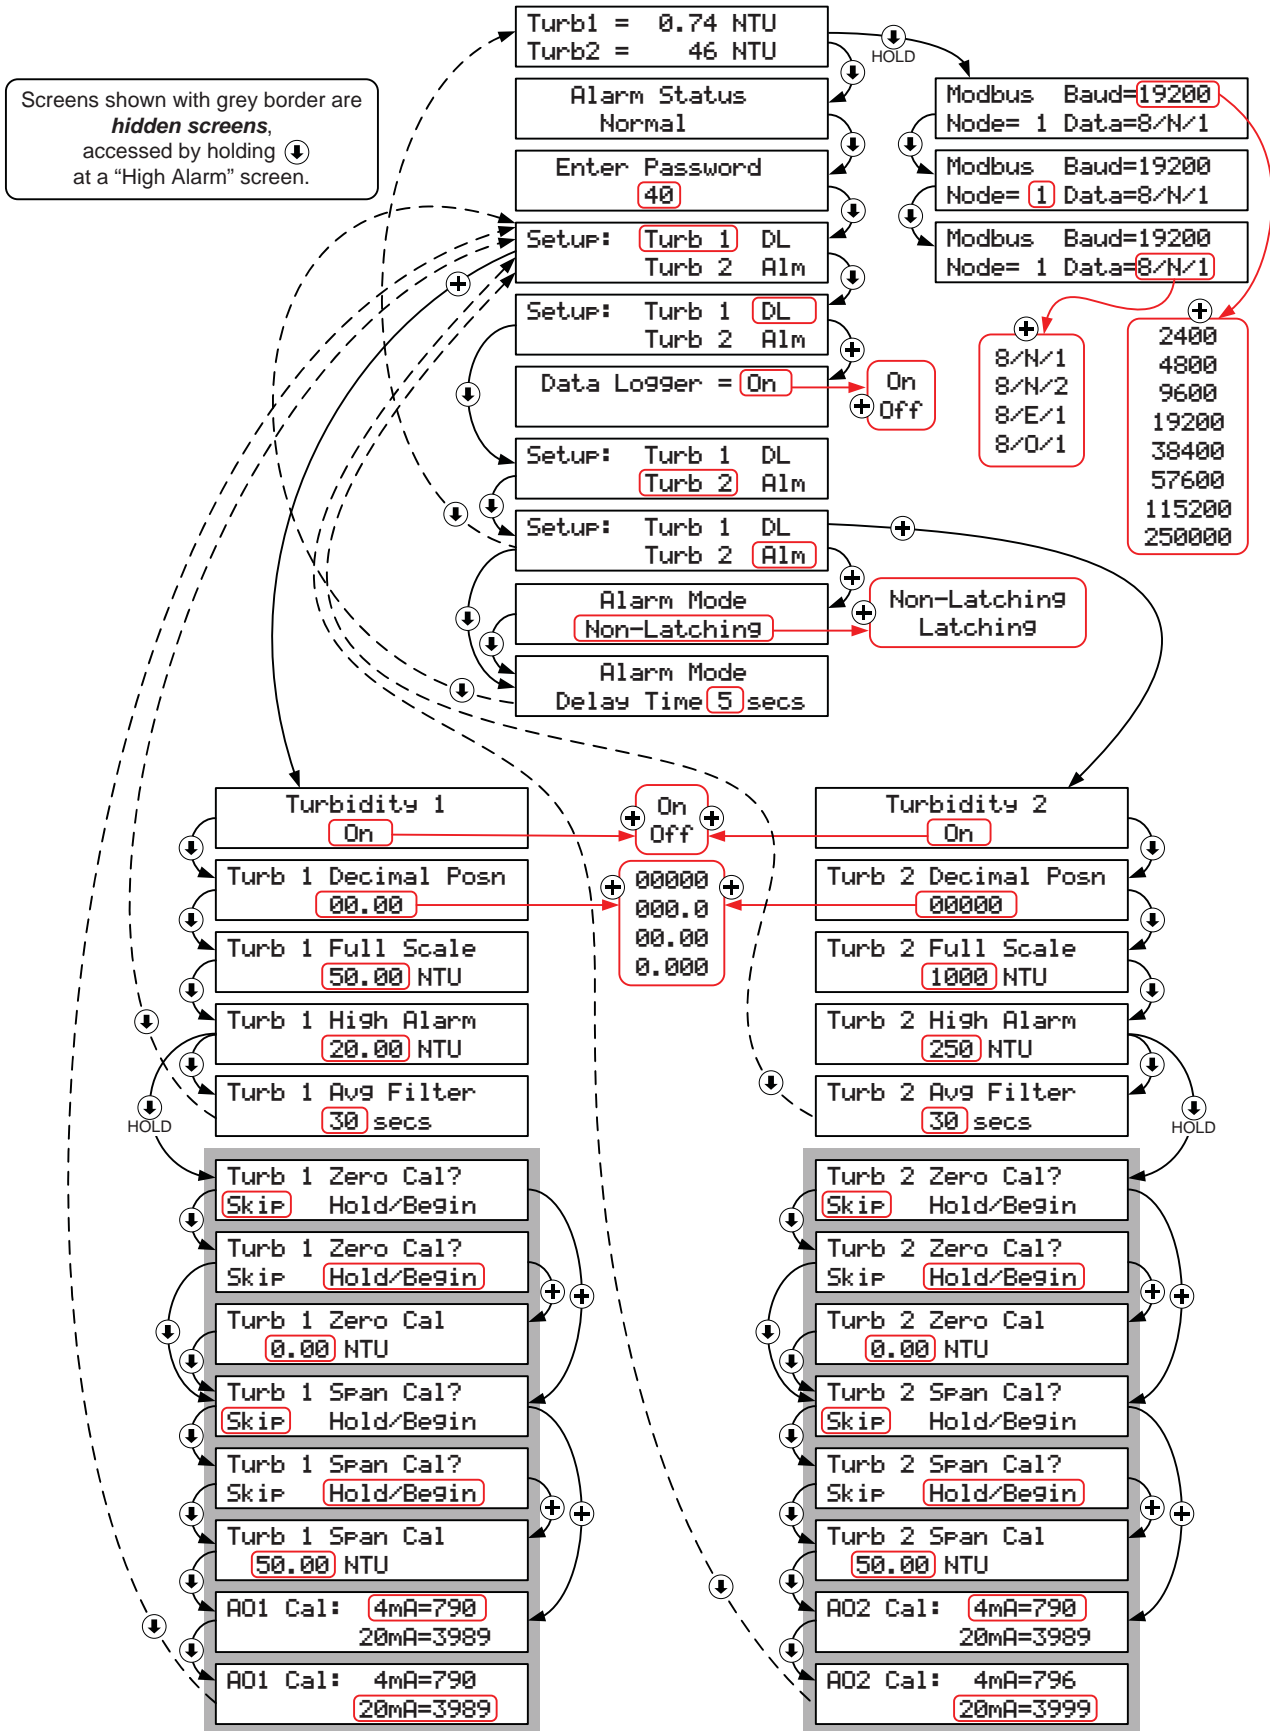 Turb1 = 0.74 NTU
Turb2 = 46 NTU
HOLD
Screens shown with grey border are
hidden screens,
accessed by holding
at a “High Alarm” screen.
Alarm Status
Normal
Enter Password
40
Modbus Baud=19200
Node= 1 Data=8/N/1
Modbus Baud=19200
Node= 1 Data=8/N/1
Modbus Baud=19200
Node= 1 Data=8/N/1
Setup: Turb 1 DL
Turb 2 Alm
Setup: Turb 1 DL
Turb 2 Alm
Data Logger = On
On
Off
8/N/1
8/N/2
8/E/1
8/O/1
2400
4800
9600
19200
38400
57600
115200
250000
Setup: Turb 1 DL
Turb 2 Alm
Setup: Turb 1 DL
Turb 2 Alm
Alarm Mode
Non-Latching
Non-Latching
Latching
Alarm Mode
Delay Time 5 secs
Turbidity 1
On
Turb 1 Decimal Posn
00.00
Turb 1 Full Scale
50.00 NTU
Turb 1 High Alarm
20.00 NTU
Turb 1 Avg Filter
30 secs
HOLD
On
Off
00000
000.0
00.00
0.000
Turbidity 2
On
Turb 2 Decimal Posn
00000
Turb 2 Full Scale
1000 NTU
Turb 2 High Alarm
250 NTU
Turb 2 Avg Filter
30 secs
HOLD
Turb 1 Zero Cal?
Skip Hold/Begin
Turb 1 Zero Cal?
Skip Hold/Begin
Turb 1 Zero Cal
0.00 NTU
Turb 1 Span Cal?
Skip Hold/Begin
Turb 1 Span Cal?
Skip Hold/Begin
Turb 1 Span Cal
50.00 NTU
AO1 Cal: 4mA=790
20mA=3989
AO1 Cal: 4mA=790
20mA=3989
Turb 2 Zero Cal?
Skip Hold/Begin
Turb 2 Zero Cal?
Skip Hold/Begin
Turb 2 Zero Cal
0.00 NTU
Turb 2 Span Cal?
Skip Hold/Begin
Turb 2 Span Cal?
Skip Hold/Begin
Turb 2 Span Cal
50.00 NTU
AO2 Cal: 4mA=790
20mA=3989
AO2 Cal: 4mA=796
20mA=3999